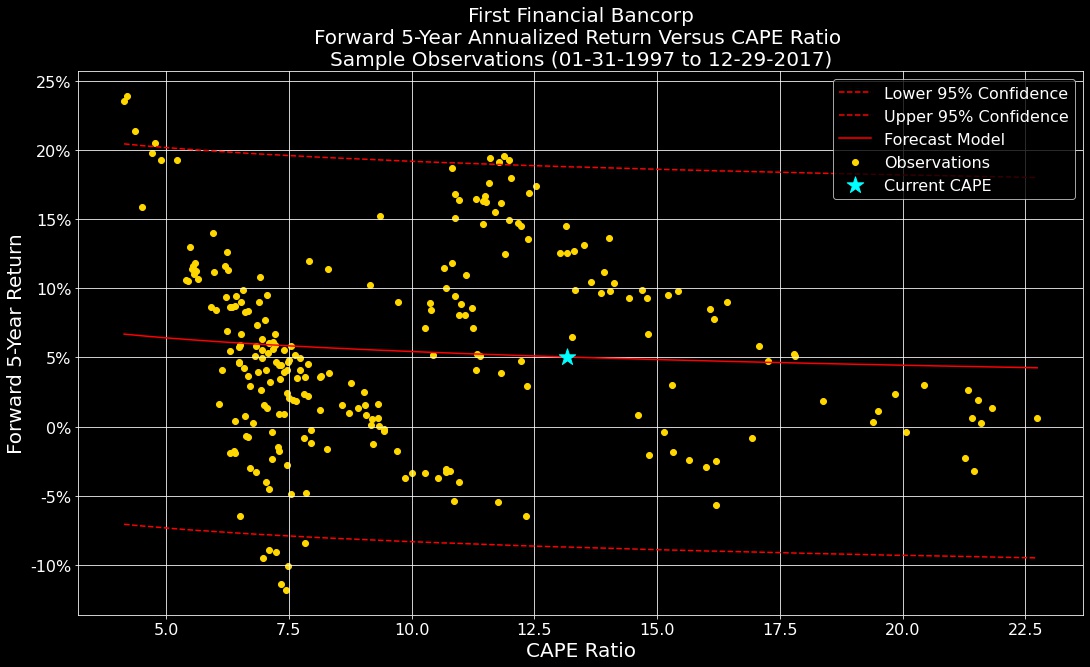 First Financial Bancorp
Forward 5-Year Annualized Return Versus CAPE Ratio
Sample Observations (01-31-1997 to 12-29-2017)
Lower 95% Confidence
Upper 95% Confidence
Forecast Model
Observations
Current CAPE
Forward 5-Year Return
25%
20%
15%
10%
5%
0%
-5%
-10%
5.0 7.5 10.0 12.5 15.0 17.5 20.0 22.5
CAPE Ratio